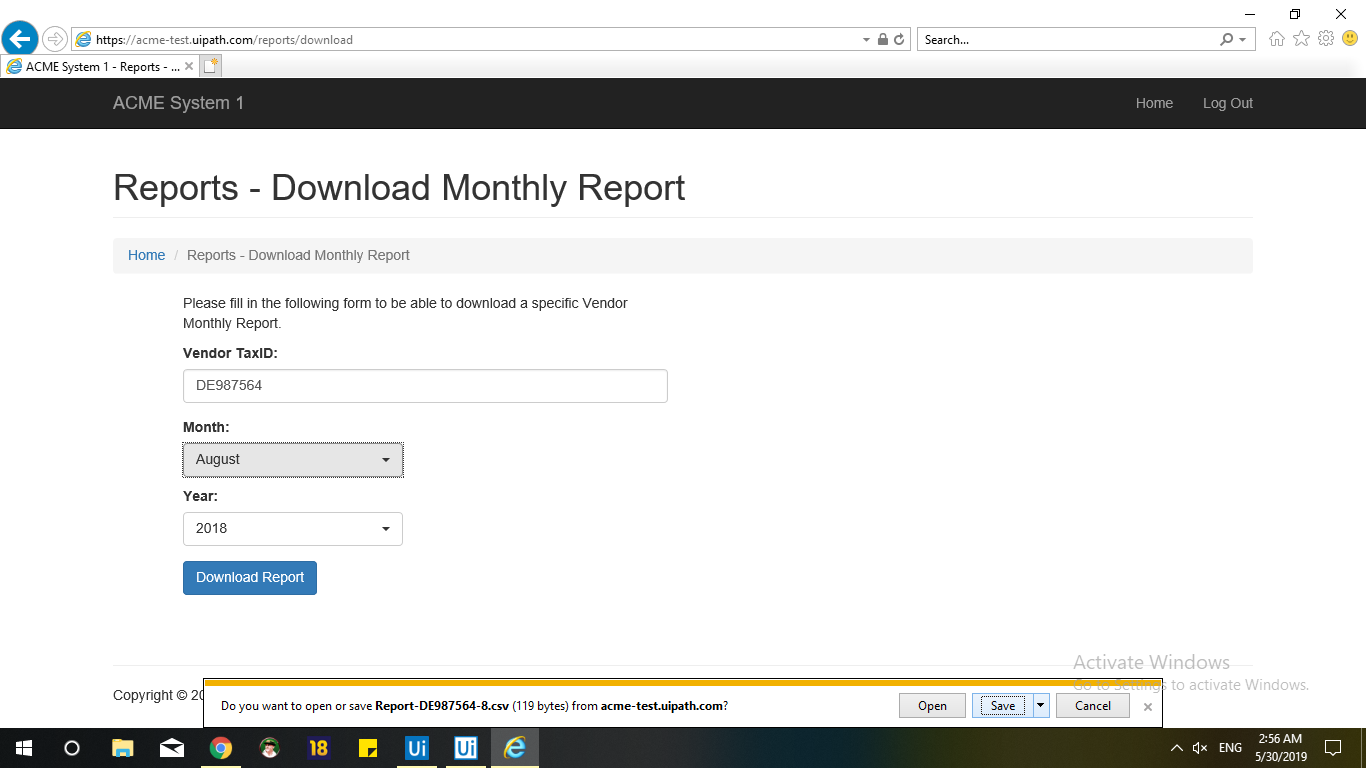 https://acme-test.uipath.com/reports/download
Search...
ACME System 1 - Reports - ...
ACME System 1
Home
Log Out
Reports - Download Monthly Report
Home / Reports - Download Monthly Report
Please fill in the following form to be able to download a specific Vendor
Monthly Report.
Vendor TaxID:
DE987564
Month:
August
Year:
2018
Download Report
Activate Windows
Go to Settings to activate Windows.
Copyright © 20
Do you want to open or save Report-DE987564-8.csv (119 bytes) from acme-test.uipath.com?
Open
Save
Cancel
18
Ui
Ui
ENG
2:56 AM
5/30/2019